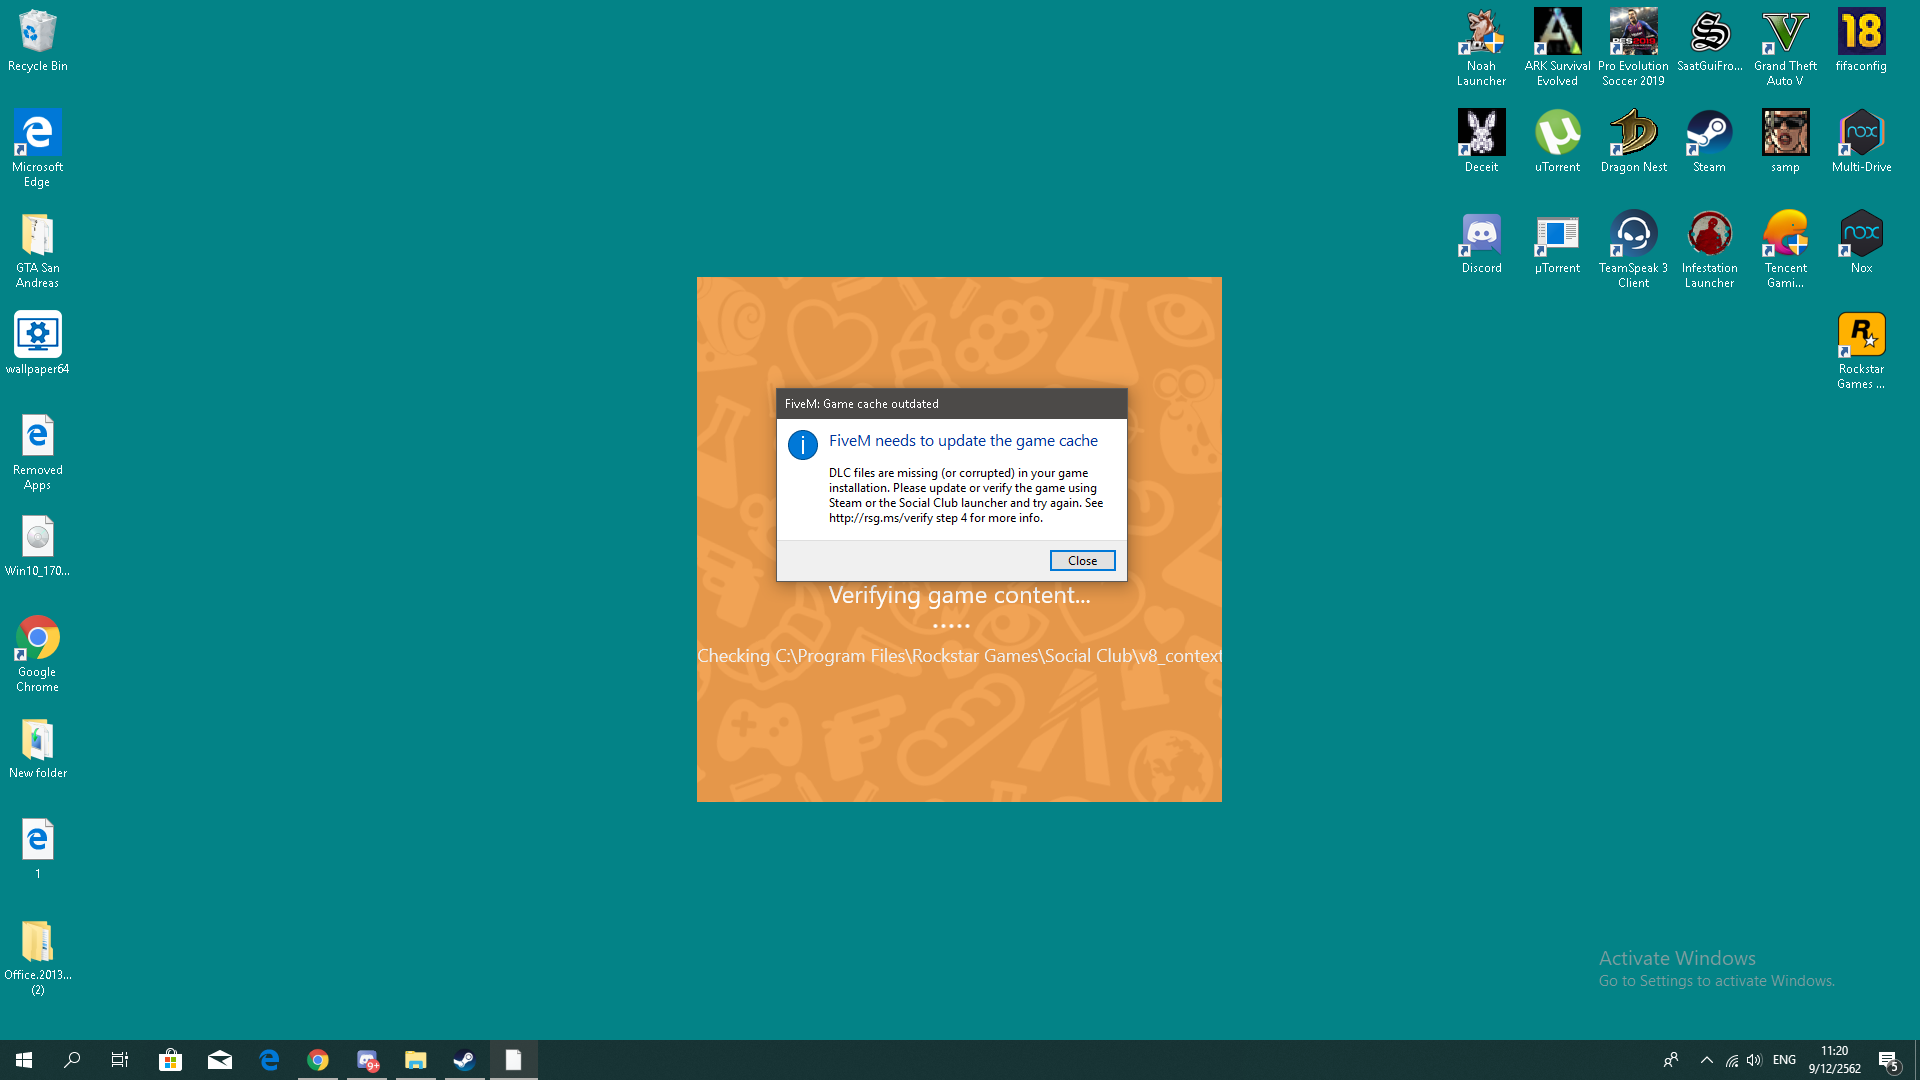 Recycle Bin
Microsoft
Edge
GTA San
Andreas
wallpaper64
Removed
Apps
Win10_170...
Google
Chrome
New folder
1
Office.2013...
(2)
Noah
Launcher
ARK Survival
Evolved
PES2019
Pro Evolution
Soccer 2019
SaatGuiFro...
Grand Theft
Auto V
18
fifaconfig
Deceit
uTorrent
Dragon Nest
Steam
samp
nox
Multi-Drive
Discord
µTorrent
TeamSpeak 3
Client
Infestation
Launcher
Tencent
Gami...
nox
Nox
Rockstar
Games ...
FiveM: Game cache outdated
FiveM needs to update the game cache
DLC files are missing (or corrupted) in your game
installation. Please update or verify the game using
Steam or the Social Club launcher and try again. See
http://rsg.ms/verify step 4 for more info.
Close
Verifying game content...
Checking C:\Program Files\Rockstar Games\Social Club\v8_context
Activate Windows
Go to Settings to activate Windows.
9+
ENG
11:20
9/12/2562
5